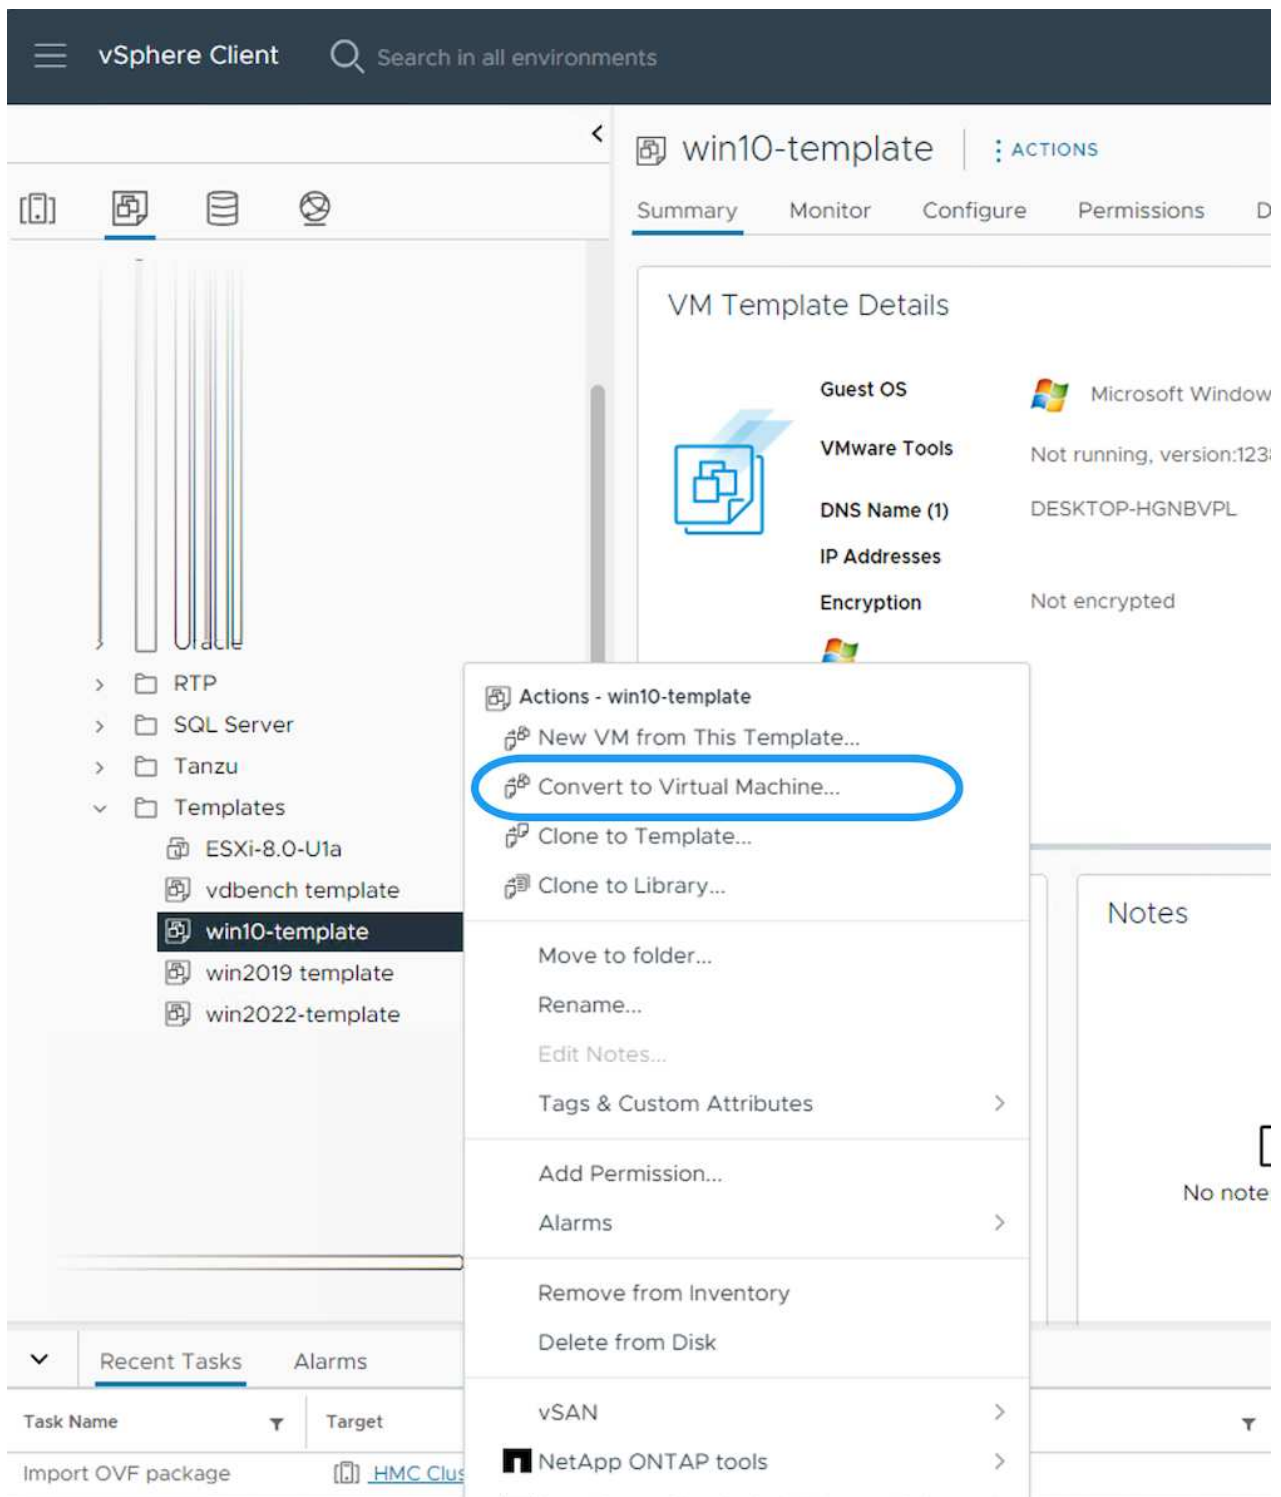 vSphere Client
Search in all environments
win10-template
ACTIONS
Summary Monitor Configure Permissions D
VM Template Details
Guest OS Microsoft Window
VMware Tools Not running, version:123
DNS Name (1) DESKTOP-HGNBVPL
IP Addresses
Encryption Not encrypted
Oracle
RTP
SQL Server
Tanzu
Templates
ESXi-8.0-U1a
vdbench template
win10-template
win2019 template
win2022-template
Actions - win10-template
New VM from This Template...
Convert to Virtual Machine...
Clone to Template...
Clone to Library...
Move to folder...
Rename...
Edit Notes...
Tags & Custom Attributes
Add Permission...
Alarms
Remove from Inventory
Delete from Disk
vSAN
NetApp ONTAP tools
Notes
No note
Recent Tasks Alarms
Task Name Target
Import OVF package HMC Clus